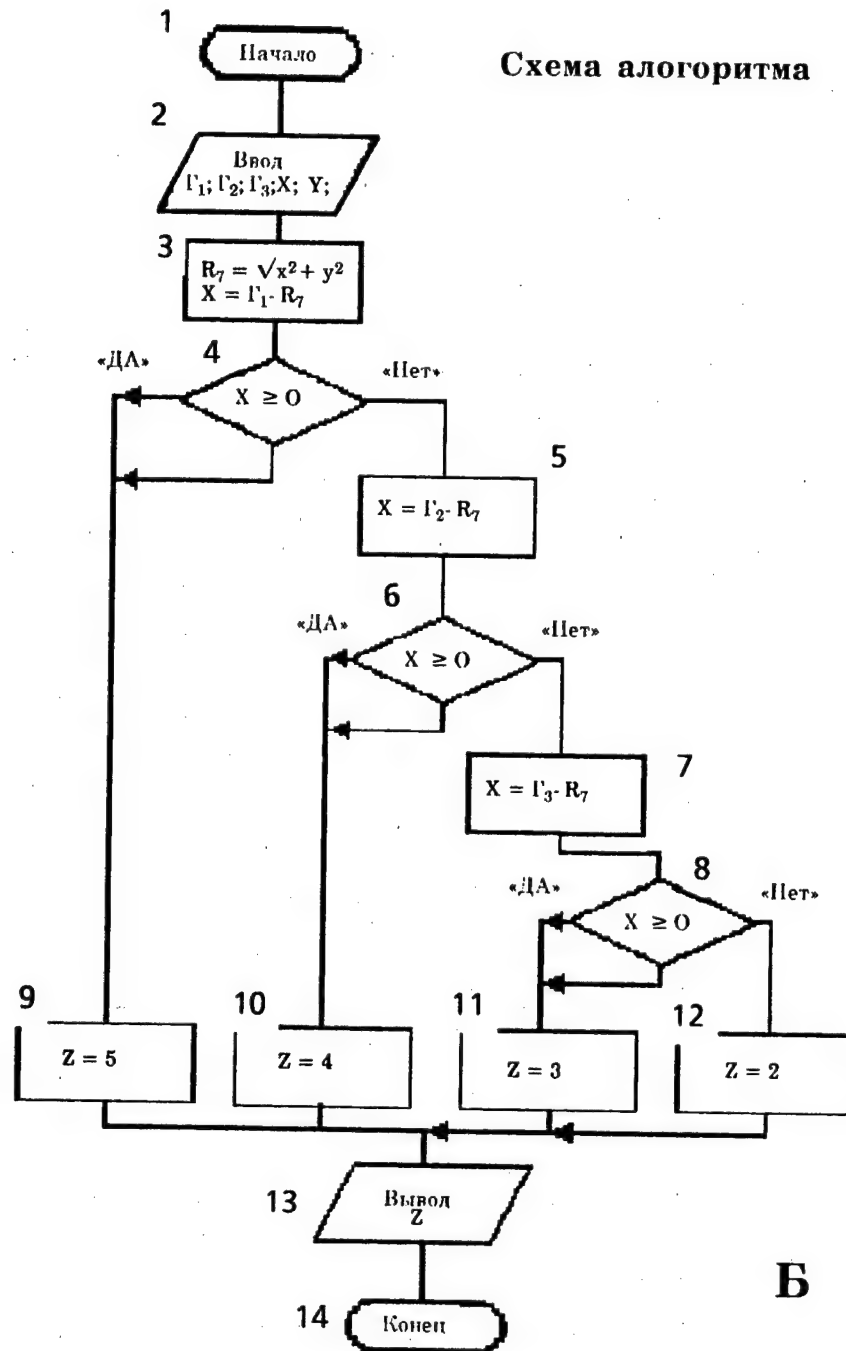 1
Начало
Схема алогоритма
2
Ввод
Г₁; Г₂; Г₃;X; Y;
3
R₇ = √x² + y²
X = Г₁- R₇
4
«ДА»
«Нет»
X ≥ O
5
X = Г₂- R₇
6
«ДА»
«Нет»
X ≥ O
7
X = Г₃- R₇
8
«ДА»
«Нет»
X ≥ O
9
Z = 5
10
Z = 4
11
Z = 3
12
Z = 2
13
Вывод
Z
Б
14
Конец